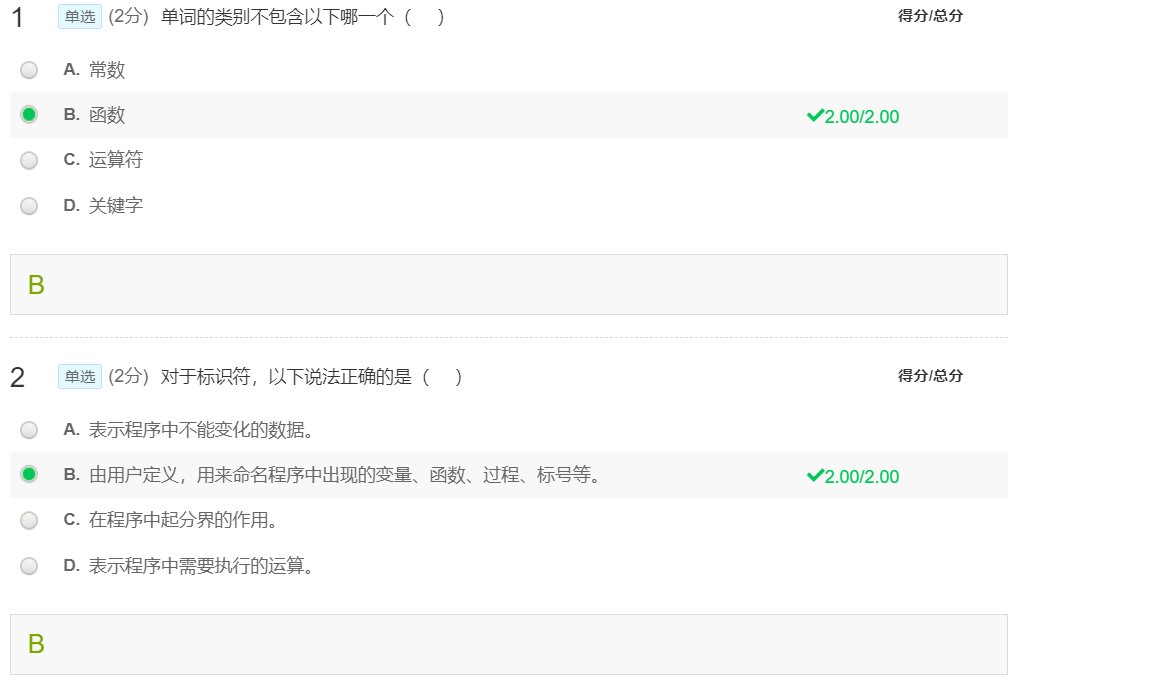 1 单选 (2分) 单词的类别不包含以下哪一个（ ） 得分/总分
A. 常数
B. 函数 2.00/2.00
C. 运算符
D. 关键字
B
2 单选 (2分) 对于标识符，以下说法正确的是（ ） 得分/总分
A. 表示程序中不能变化的数据。
B. 由用户定义，用来命名程序中出现的变量、函数、过程、标号等。 2.00/2.00
C. 在程序中起分界的作用。
D. 表示程序中需要执行的运算。
B